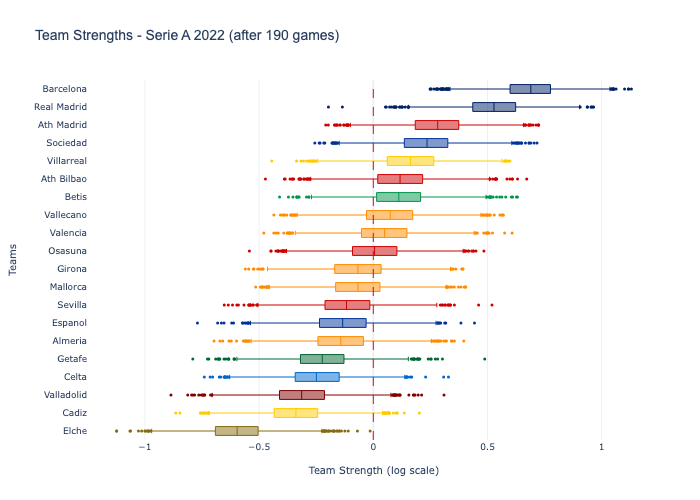 Team Strengths - Serie A 2022 (after 190 games)
Barcelona
Real Madrid
Ath Madrid
Sociedad
Villarreal
Ath Bilbao
Betis
Vallecano
Valencia
Osasuna
Girona
Mallorca
Sevilla
Espanol
Almeria
Getafe
Celta
Valladolid
Cadiz
Elche
Teams
−1 −0.5 0 0.5 1
Team Strength (log scale)